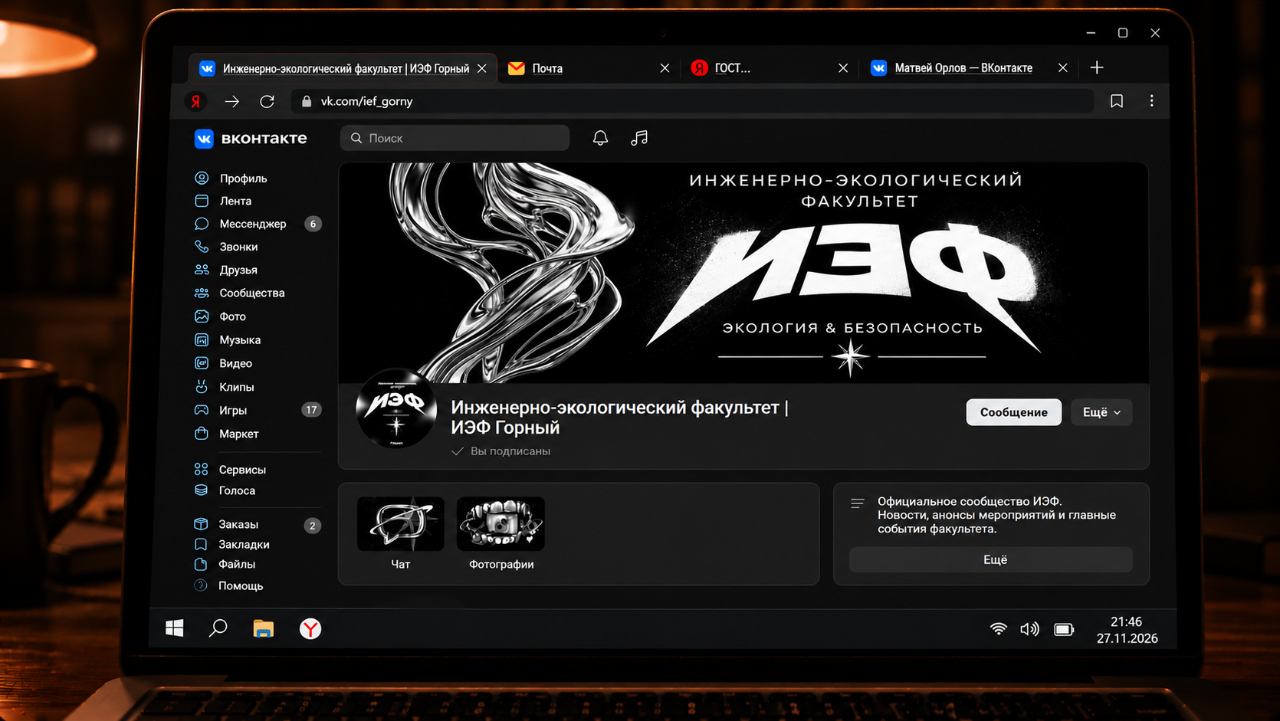 Инженерно-экологический факультет | ИЭФ Горный
Почта
ГОСТ...
Матвей Орлов — ВКонтакте
vk.com/ief_gorny
вконтакте
Поиск
Профиль
Лента
Мессенджер 6
Звонки
Друзья
Сообщества
Фото
Музыка
Видео
Клипы
Игры 17
Маркет
Сервисы
Голоса
Заказы 2
Закладки
Файлы
Помощь
ИНЖЕНЕРНО-ЭКОЛОГИЧЕСКИЙ
ФАКУЛЬТЕТ
ИЭФ
ЭКОЛОГИЯ & БЕЗОПАСНОСТЬ
ИЭФ
Инженерно-экологический факультет |
ИЭФ Горный
Вы подписаны
Сообщение
Ещё
Чат
Фотографии
Официальное сообщество ИЭФ.
Новости, анонсы мероприятий и главные
события факультета.
Ещё
21:46
27.11.2026